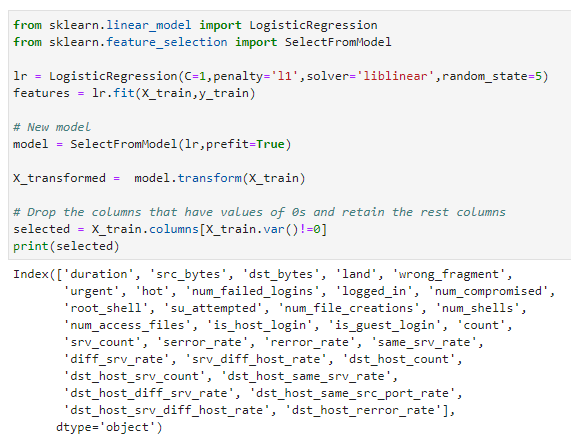 from sklearn.linear_model import LogisticRegression
from sklearn.feature_selection import SelectFromModel
lr = LogisticRegression(C=1,penalty='l1',solver='liblinear',random_state=5)
features = lr.fit(X_train,y_train)
# New model
model = SelectFromModel(lr,prefit=True)
X_transformed =  model.transform(X_train)
# Drop the columns that have values of 0s and retain the rest columns
selected = X_train.columns[X_train.var()!=0]
print(selected)
Index(['duration', 'src_bytes', 'dst_bytes', 'land', 'wrong_fragment',
'urgent', 'hot', 'num_failed_logins', 'logged_in', 'num_compromised',
'root_shell', 'su_attempted', 'num_file_creations', 'num_shells',
'num_access_files', 'is_host_login', 'is_guest_login', 'count',
'srv_count', 'serror_rate', 'rerror_rate', 'same_srv_rate',
'diff_srv_rate', 'srv_diff_host_rate', 'dst_host_count',
'dst_host_srv_count', 'dst_host_same_srv_rate',
'dst_host_diff_srv_rate', 'dst_host_same_src_port_rate',
'dst_host_srv_diff_host_rate', 'dst_host_rerror_rate'],
dtype='object')